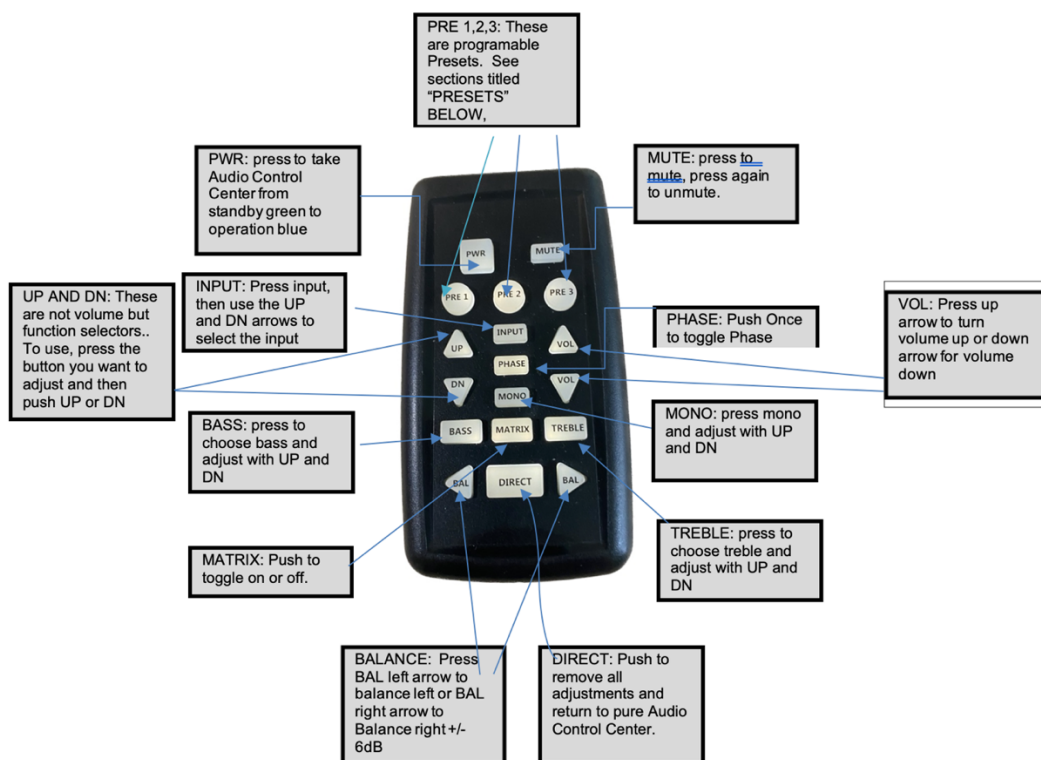 PRE 1,2,3: These
are programable
Presets.  See
sections titled
“PRESETS”
BELOW,
PWR: press to take
Audio Control
Center from
standby green to
operation blue
MUTE: press to
mute, press again
to unmute.
INPUT: Press input,
then use the UP
and DN arrows to
select the input
UP AND DN: These
are not volume but
function selectors..
To use, press the
button you want to
adjust and then
push UP or DN
PHASE: Push Once
to toggle Phase
VOL: Press up
arrow to turn
volume up or down
arrow for volume
down
BASS: press to
choose bass and
adjust with UP and
DN
MONO: press mono
and adjust with UP
and DN
MATRIX: Push to
toggle on or off.
TREBLE: press to
choose treble and
adjust with UP and
DN
BALANCE:  Press
BAL left arrow to
balance left or BAL
right arrow to
Balance right +/-
6dB
DIRECT: Push to
remove all
adjustments and
return to pure Audio
Control Center.
PWR
MUTE
PRE 1
PRE 2
PRE 3
INPUT
UP
VOL
PHASE
DN
VOL
MONO
BASS
MATRIX
TREBLE
BAL
DIRECT
BAL